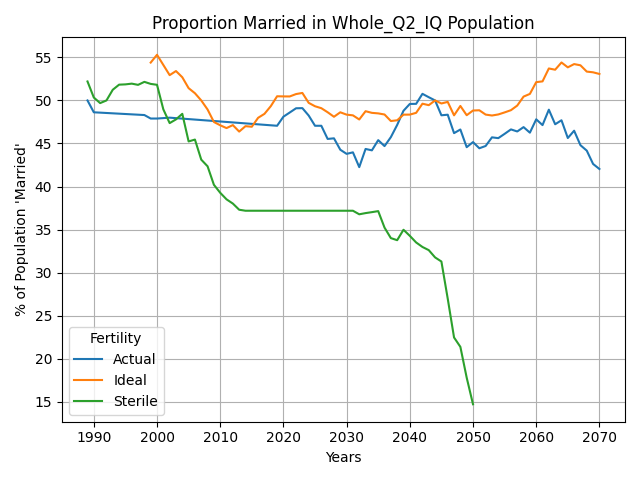 Proportion Married in Whole_Q2_IQ Population
% of Population 'Married'
55
50
45
40
35
30
25
20
15
Fertility
Actual
Ideal
Sterile
1990 2000 2010 2020 2030 2040 2050 2060 2070
Years